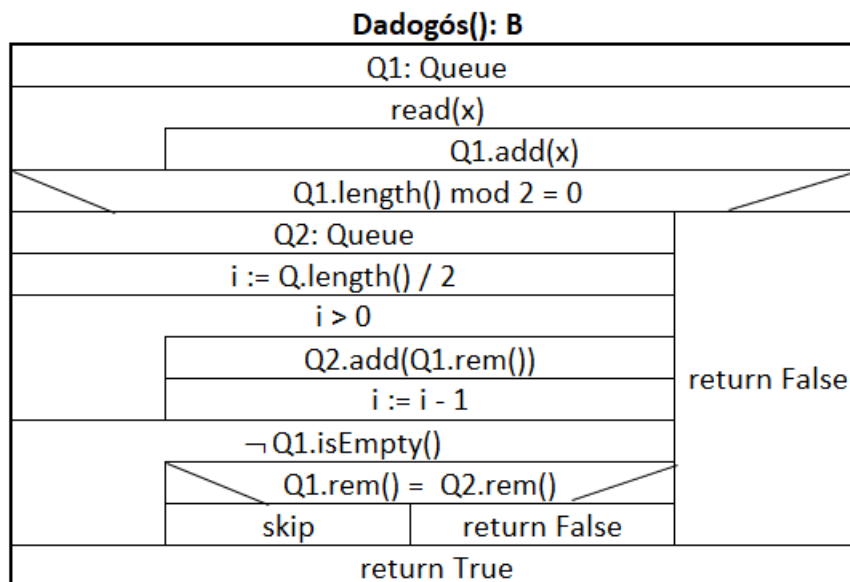 Dadogós(): B
Q1: Queue
read(x)
Q1.add(x)
Q1.length() mod 2 = 0
Q2: Queue
i := Q.length() / 2
i > 0
Q2.add(Q1.rem())
i := i - 1
return False
¬ Q1.isEmpty()
Q1.rem() = Q2.rem()
skip
return False
return True